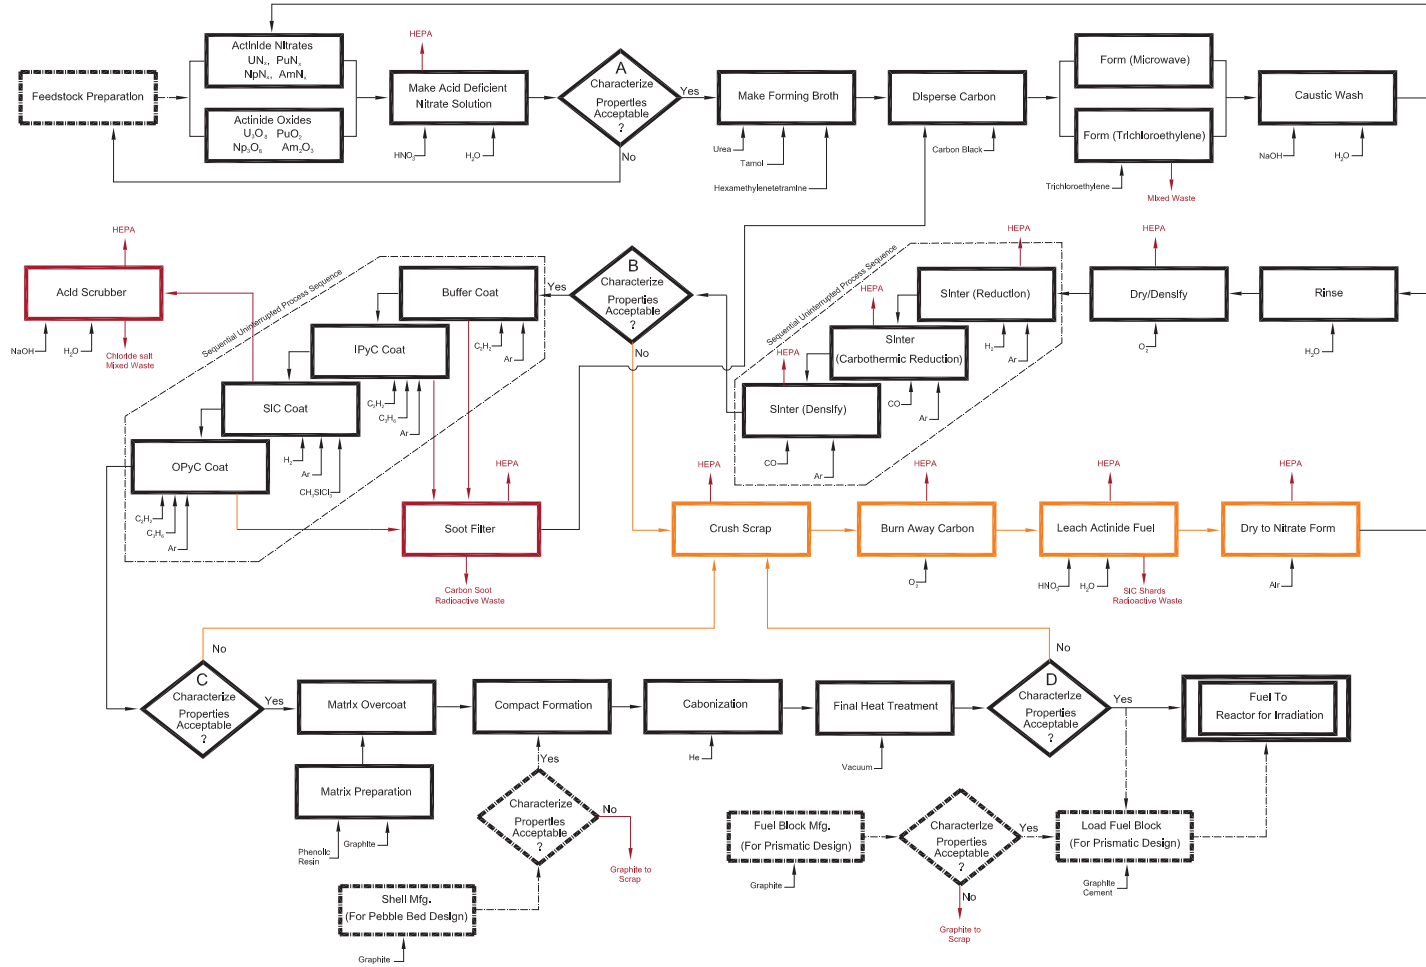 HEPA
Actinide Nitrates
UNₓ, PuNₓ
NpNₓ, AmNₓ
Feedstock Preparation
Actinide Oxides
U₃O₈ PuO₂
Np₃O₈ Am₂O₃
Make Acid Deficient
Nitrate Solution
HNO₃
H₂O
A
Characterize
Properties
Acceptable
?
Yes
No
Make Forming Broth
Urea
Tamol
Hexamethylenetetramine
Disperse Carbon
Carbon Black
Form (Microwave)
Form (Trichloroethylene)
Trichloroethylene
Mixed Waste
Caustic Wash
NaOH
H₂O
HEPA
Acid Scrubber
NaOH
H₂O
Chloride salt
Mixed Waste
Sequential Uninterrupted Process Sequence
Buffer Coat
C₂H₂
Ar
IPyC Coat
C₂H₂
C₃H₆
Ar
SiC Coat
H₂
Ar
CH₃SiCl₃
OPyC Coat
C₂H₂
C₃H₆
Ar
Yes
B
Characterize
Properties
Acceptable
?
No
Sequential Uninterrupted Process Sequence
HEPA
Sinter (Reduction)
H₂
Ar
HEPA
Sinter
(Carbothermic Reduction)
CO
Ar
HEPA
Sinter (Densify)
CO
Ar
HEPA
Dry/Densify
O₂
Rinse
H₂O
HEPA
Soot Filter
Carbon Soot
Radioactive Waste
HEPA
Crush Scrap
HEPA
Burn Away Carbon
O₂
HEPA
Leach Actinide Fuel
HNO₃
H₂O
SiC Shards
Radioactive Waste
HEPA
Dry to Nitrate Form
Air
No
C
Characterize
Properties
Acceptable
?
Yes
Matrix Overcoat
Compact Formation
Cabonization
He
Final Heat Treatment
Vacuum
No
D
Characterize
Properties
Acceptable
?
Yes
Fuel To
Reactor for Irradiation
Matrix Preparation
Phenolic
Resin
Graphite
Yes
Characterize
Properties
Acceptable
?
No
Graphite to
Scrap
Shell Mfg.
(For Pebble Bed Design)
Graphite
Fuel Block Mfg.
(For Prismatic Design)
Graphite
Characterize
Properties
Acceptable
?
Yes
No
Graphite to
Scrap
Load Fuel Block
(For Prismatic Design)
Graphite
Cement